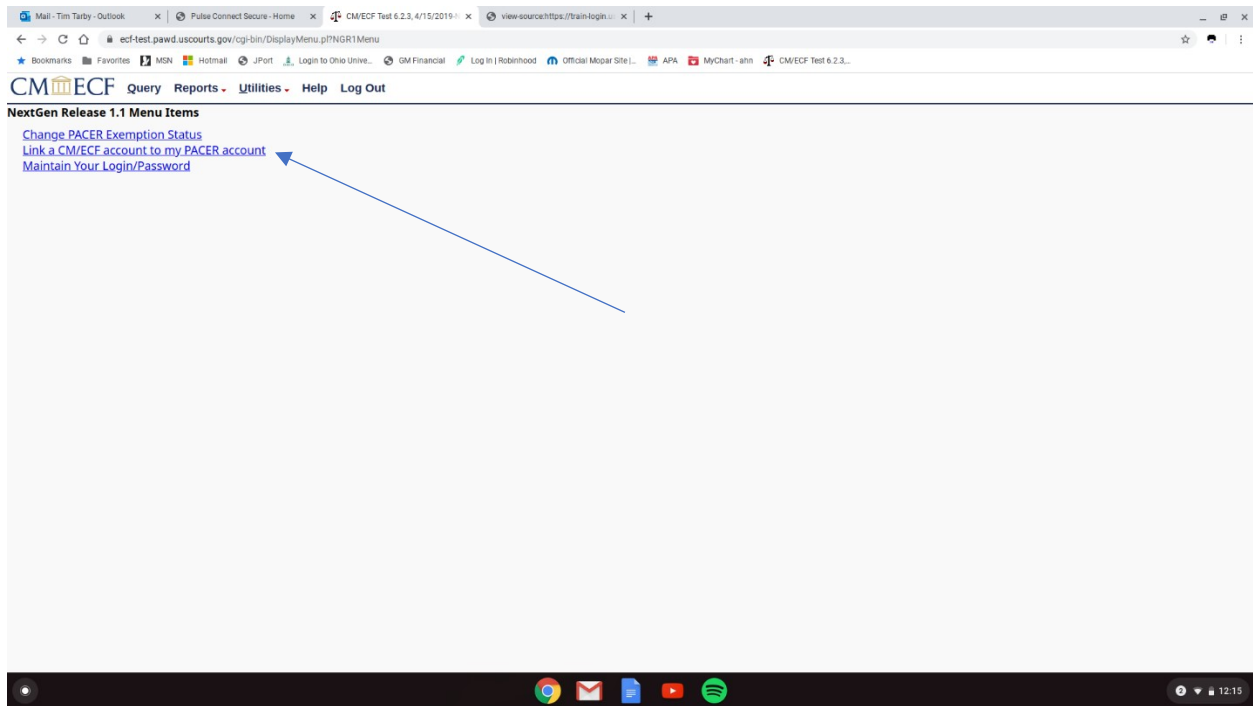 Mail - Tim Tarby - Outlook Pulse Connect Secure - Home CM/ECF Test 6.2.3, 4/15/2019- view-source:https://train-login.u
ecf-test.pawd.uscourts.gov/cgi-bin/DisplayMenu.pl?NGR1Menu
Bookmarks Favorites MSN Hotmail JPort Login to Ohio Unive... GM Financial Log In | Robinhood Official Mopar Site |... APA MyChart - ahn CM/ECF Test 6.2.3,...
CM ECF Query Reports Utilities Help Log Out
NextGen Release 1.1 Menu Items
Change PACER Exemption Status
Link a CM/ECF account to my PACER account
Maintain Your Login/Password
2 12:15